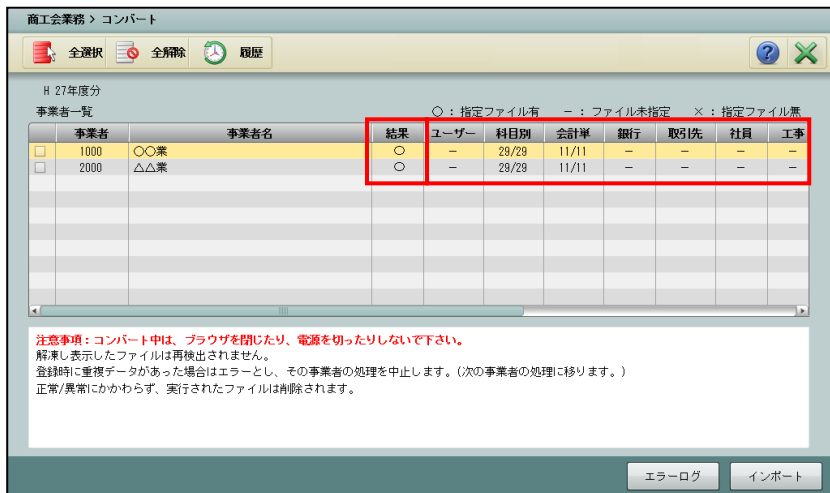 商工会業務 > コンバート
全選択 全解除 履歴 ?
H 27年度分
事業者一覧 ○：指定ファイル有 －：ファイル未指定 ×：指定ファイル無
事業者 事業者名 結果 ユーザー 科目別 会計単 銀行 取引先 社員 工事
1000 ○○業 ○ － 29/29 11/11 － － － －
2000 △△業 ○ － 29/29 11/11 － － － －
注意事項：コンバート中は、ブラウザを閉じたり、電源を切ったりしないで下さい。
解凍し表示したファイルは再検出されません。
登録時に重複データがあった場合はエラーとし、その事業者の処理を中止します。(次の事業者の処理に移ります。)
正常/異常にかかわらず、実行されたファイルは削除されます。
エラーログ インポート